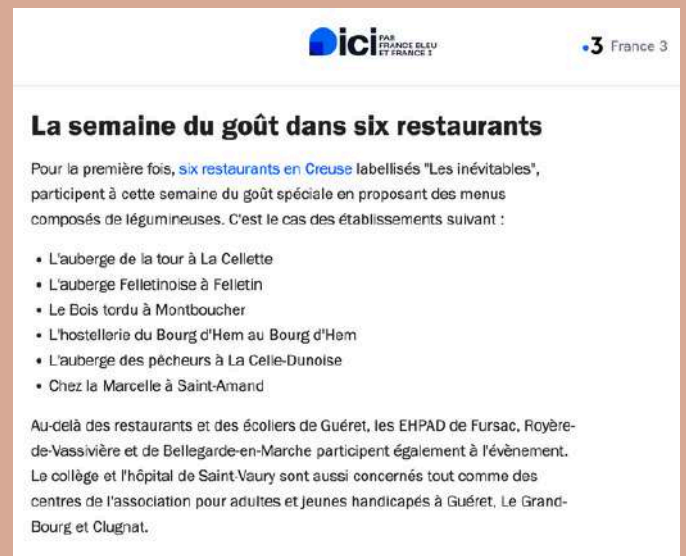 ici PAR FRANCE BLEU ET FRANCE 3
3 France 3
La semaine du goût dans six restaurants
Pour la première fois, six restaurants en Creuse labellisés "Les inévitables",
participent à cette semaine du goût spéciale en proposant des menus
composés de légumineuses. C'est le cas des établissements suivant :
• L'auberge de la tour à La Cellette
• L'auberge Felletinoise à Felletin
• Le Bois tordu à Montboucher
• L'hostellerie du Bourg d'Hem au Bourg d'Hem
• L'auberge des pêcheurs à La Celle-Dunoise
• Chez la Marcelle à Saint-Amand
Au-delà des restaurants et des écoliers de Guéret, les EHPAD de Fursac, Royère-
de-Vassivière et de Bellegarde-en-Marche participent également à l'évènement.
Le collège et l'hôpital de Saint-Vaury sont aussi concernés tout comme des
centres de l'association pour adultes et jeunes handicapés à Guéret, Le Grand-
Bourg et Clugnat.